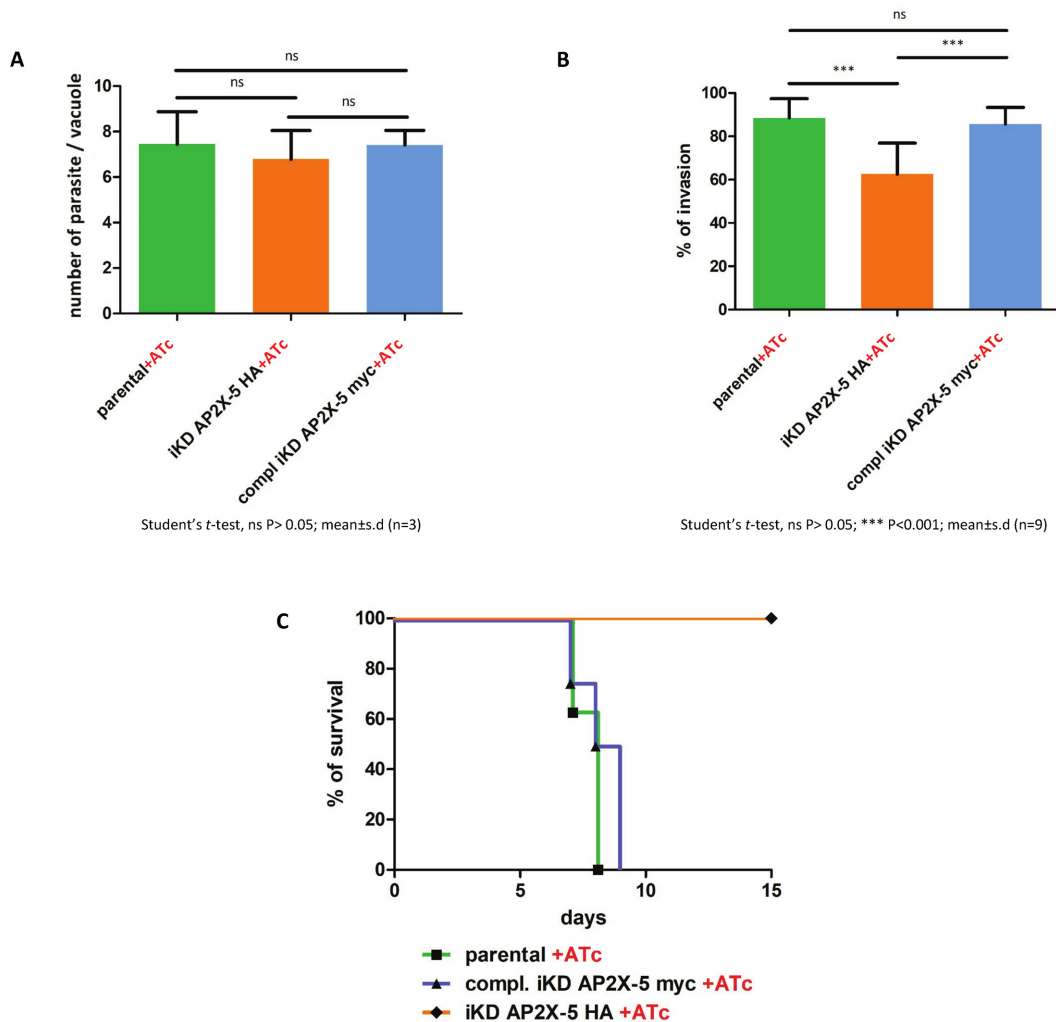 A
ns
ns
ns
number of parasite / vacuole
10
8
6
4
2
0
parental+ATc
iKD AP2X-5 HA+ATc
compl iKD AP2X-5 myc+ATc
Student's t-test, ns P> 0.05; mean±s.d (n=3)
B
ns
***
***
% of invasion
100
80
60
40
20
0
parental+ATc
iKD AP2X-5 HA+ATc
compl iKD AP2X-5 myc+ATc
Student's t-test, ns P> 0.05; *** P<0.001; mean±s.d (n=9)
C
% of survival
100
80
60
40
20
0
0 5 10 15
days
parental +ATc
compl. iKD AP2X-5 myc +ATc
iKD AP2X-5 HA +ATc